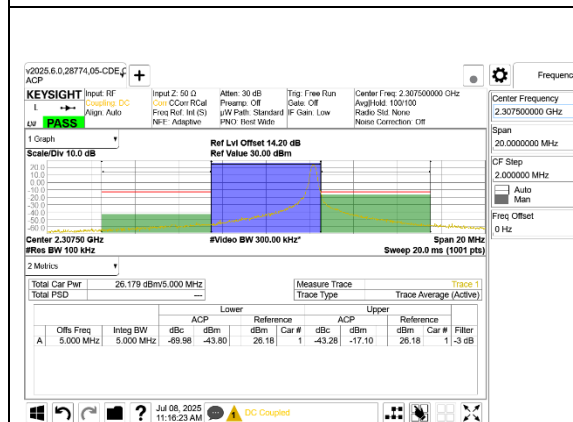 v2025.6.0,28774,05-CDE,C
ACP
+
Frequency
KEYSIGHT Input: RF Input Z: 50 Ω Atten: 30 dB Trig: Free Run Center Freq: 2.307500000 GHz
L Coupling: DC Corr CCorr RCal Preamp: Off Gate: Off Avg|Hold: 100/100
Align: Auto Freq Ref: Int (S) µW Path: Standard IF Gain: Low Radio Std: None
LNI PASS NFE: Adaptive PNO: Best Wide Noise Correction: Off
Center Frequency
2.307500000 GHz
Span
20.0000000 MHz
CF Step
2.000000 MHz
Auto
Man
Freq Offset
0 Hz
1 Graph
Ref Lvl Offset 14.20 dB
Scale/Div 10.0 dB Ref Value 30.00 dBm
20.0
10.0
0.00
-10.0
-20.0
-30.0
-40.0
-50.0
-60.0
Center 2.30750 GHz #Video BW 300.00 kHz* Span 20 MHz
#Res BW 100 kHz Sweep 20.0 ms (1001 pts)
2 Metrics
Total Car Pwr 26.179 dBm/5.000 MHz Measure Trace Trace 1
Total PSD --- Trace Type Trace Average (Active)
Lower Upper
ACP Reference ACP Reference
Offs Freq Integ BW dBc dBm dBm Car # dBc dBm dBm Car # Filter
A 5.000 MHz 5.000 MHz -69.98 -43.80 26.18 1 -43.28 -17.10 26.18 1 -3 dB
? Jul 08, 2025
11:16:23 AM DC Coupled